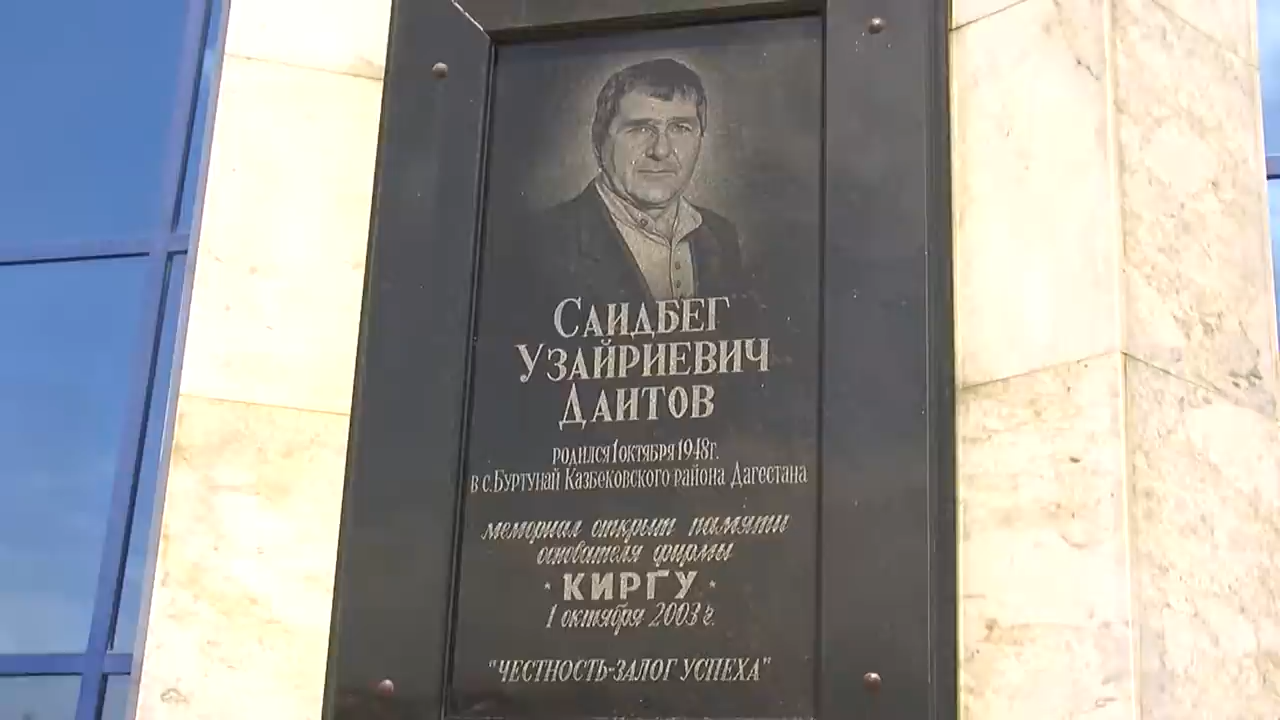 САИДБЕГ
УЗАЙРИЕВИЧ
ДАИТОВ
РОДИЛСЯ 1 ОКТЯБРЯ 1948г.
В С.БУРТУНАЙ КАЗБЕКОВСКОГО РАЙОНА ДАГЕСТАНА
мемориал открыт памяти
основателя фирмы
· КИРГУ ·
1 октября 2003 г.
"ЧЕСТНОСТЬ-ЗАЛОГ УСПЕХА"